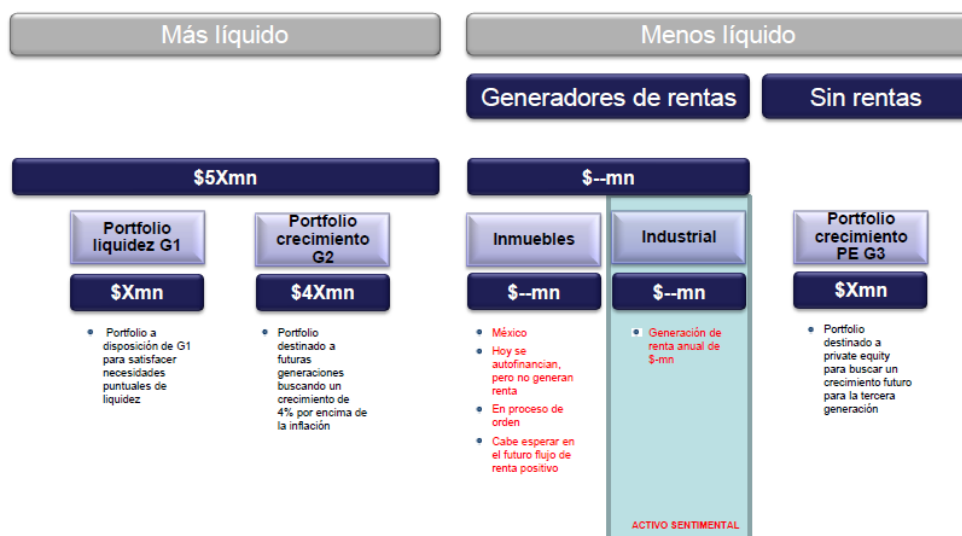 Más líquido
Menos líquido
Generadores de rentas
Sin rentas
$5Xmn
$--mn
Portfolio
liquidez G1
Portfolio
crecimiento
G2
Inmuebles
Industrial
Portfolio
crecimiento
PE G3
$Xmn
$4Xmn
$--mn
$--mn
$Xmn
• Portfolio a
disposición de G1
para satisfacer
necesidades
puntuales de
liquidez
• Portfolio
destinado a
futuras
generaciones
buscando un
crecimiento de
4% por encima de
la inflación
• México
• Hoy se
autofinancian,
pero no generan
renta
• En proceso de
orden
• Cabe esperar en
el futuro flujo de
renta positivo
• Generación de
renta anual de
$-mn
• Portfolio
destinado a
private equity
para buscar un
crecimiento futuro
para la tercera
generación
ACTIVO SENTIMENTAL